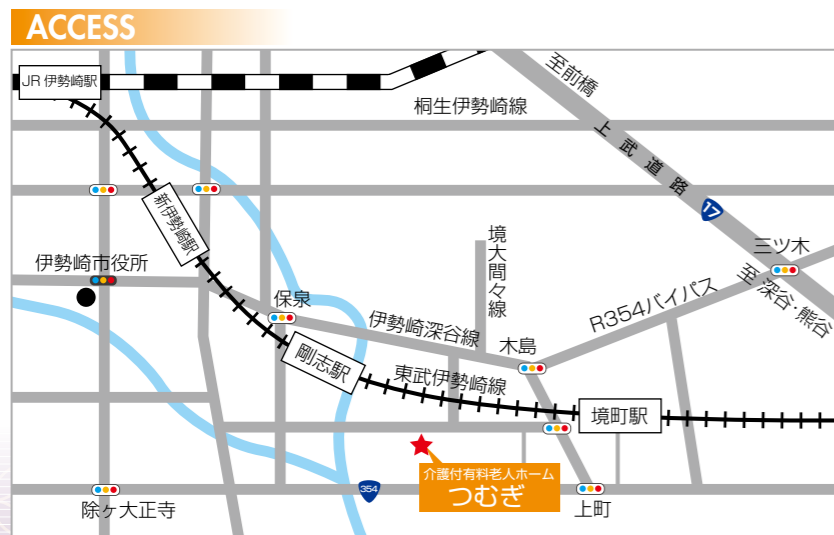 ACCESS
JR 伊勢崎駅
至前橋
桐生伊勢崎線
上武道路
17
新伊勢崎駅
境大間々線
三ツ木
伊勢崎市役所
至 深谷・熊谷
保泉
R354バイパス
伊勢崎深谷線
木島
剛志駅
東武伊勢崎線
境町駅
介護付有料老人ホーム
つむぎ
354
除ヶ大正寺
上町